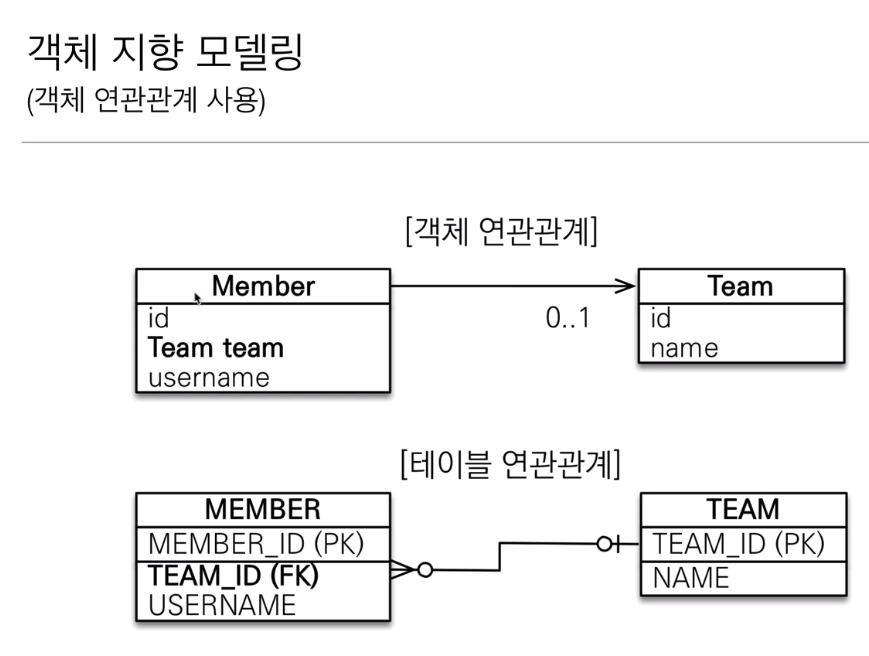 객체 지향 모델링
(객체 연관관계 사용)
[객체 연관관계]
Member
id
Team team
username
0..1
Team
id
name
[테이블 연관관계]
MEMBER
MEMBER_ID (PK)
TEAM_ID (FK)
USERNAME
TEAM
TEAM_ID (PK)
NAME